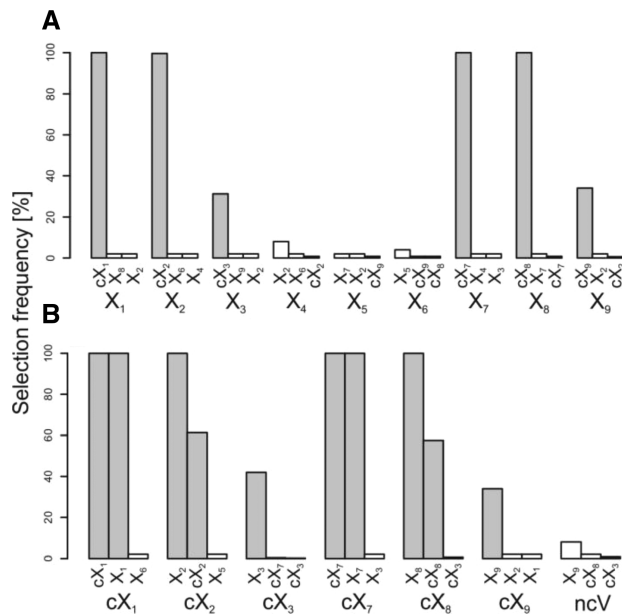 A
Selection frequency [%]
0 20 40 60 80 100
cX₁ X₈ X₂ cX₂ X₆ X₄ cX₃ X₉ X₂ X₂ X₆ cX₂ X₇ X₂ cX₉ X₅ cX₉ cX₈ cX₇ X₄ X₃ cX₈ X₇ cX₇ cX₉ X₂ cX₂
X₁ X₂ X₃ X₄ X₅ X₆ X₇ X₈ X₉
B
0 20 40 60 80 100
cX₁ X₁ X₆ X₂ cX₂ X₅ X₃ cX₇ cX₃ cX₇ X₇ X₃ X₈ cX₈ cX₃ X₉ X₂ X₁ X₉ cX₈ cX₃
cX₁ cX₂ cX₃ cX₇ cX₈ cX₉ ncV